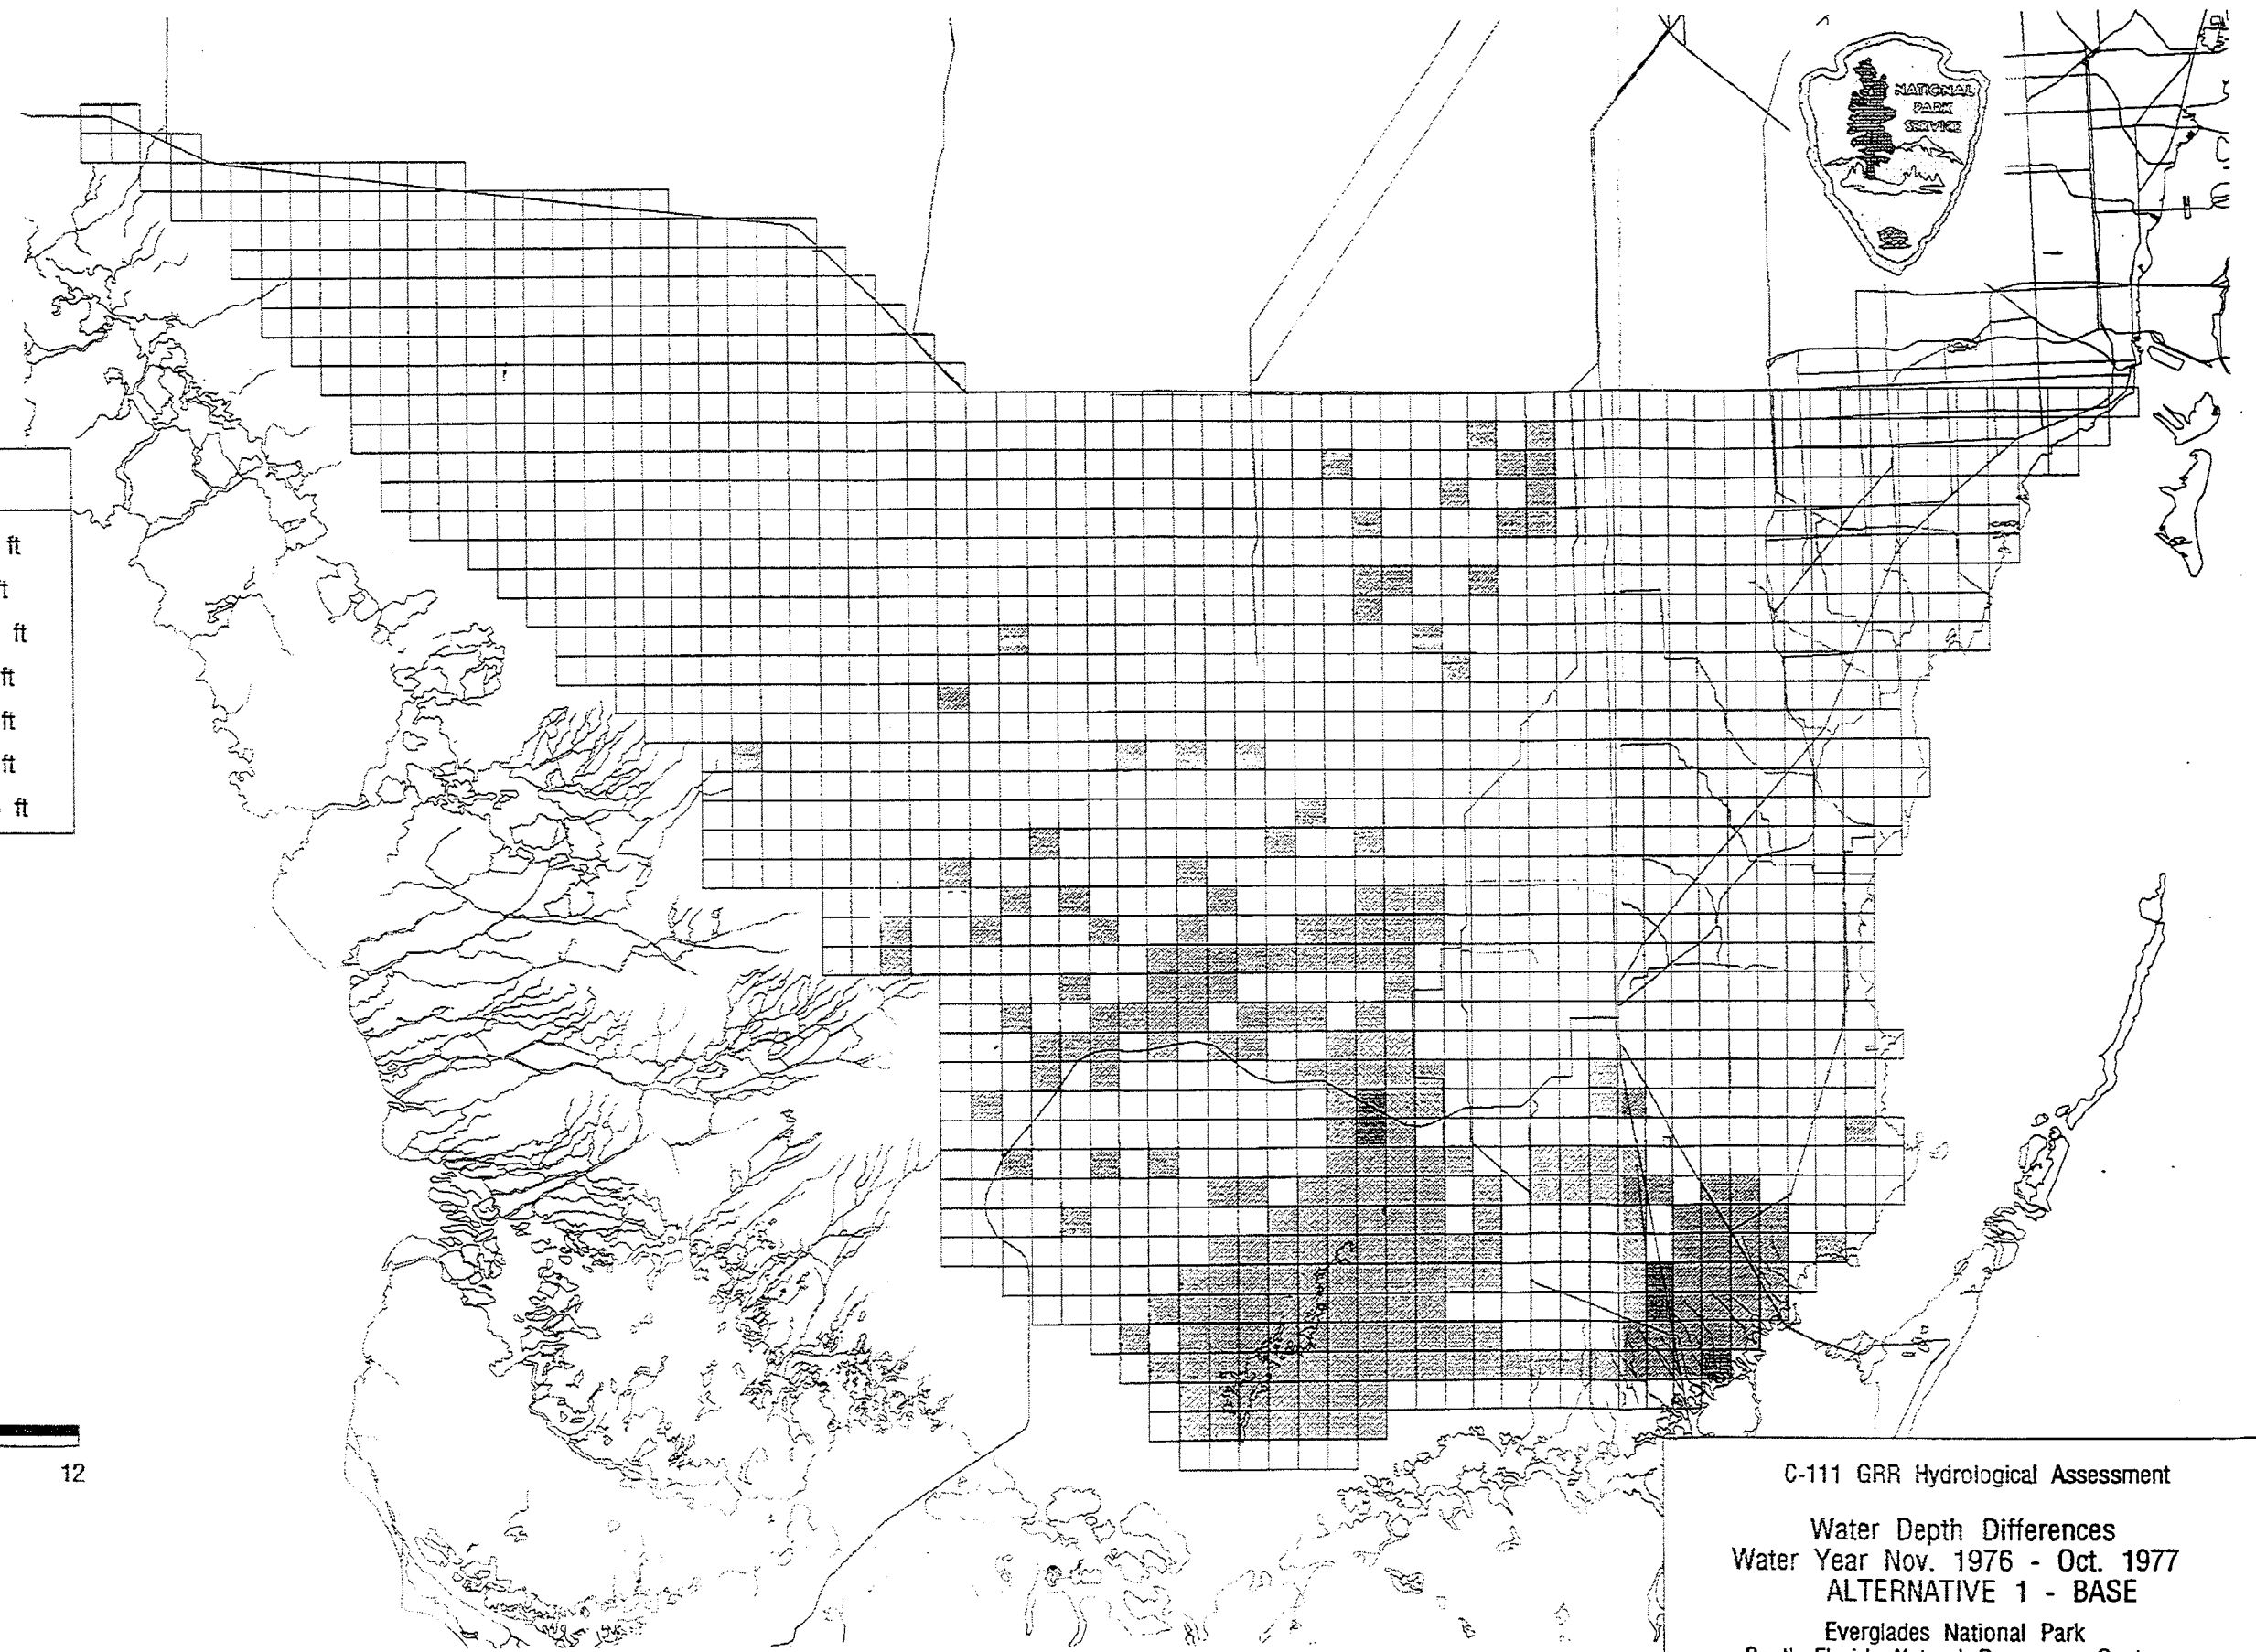 NATIONAL
PARK
SERVICE
ft
ft
ft
ft
ft
ft
ft
12
C-111 GRR Hydrological Assessment
Water Depth Differences
Water Year Nov. 1976 - Oct. 1977
ALTERNATIVE 1 - BASE
Everglades National Park